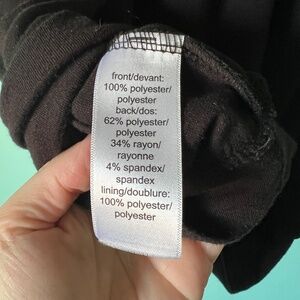 front/devant:
100% polyester/
polyester
back/dos:
62% polyester/
polyester
34% rayon/
rayonne
4% spandex/
spandex
lining/doublure:
100% polyester/
polyester